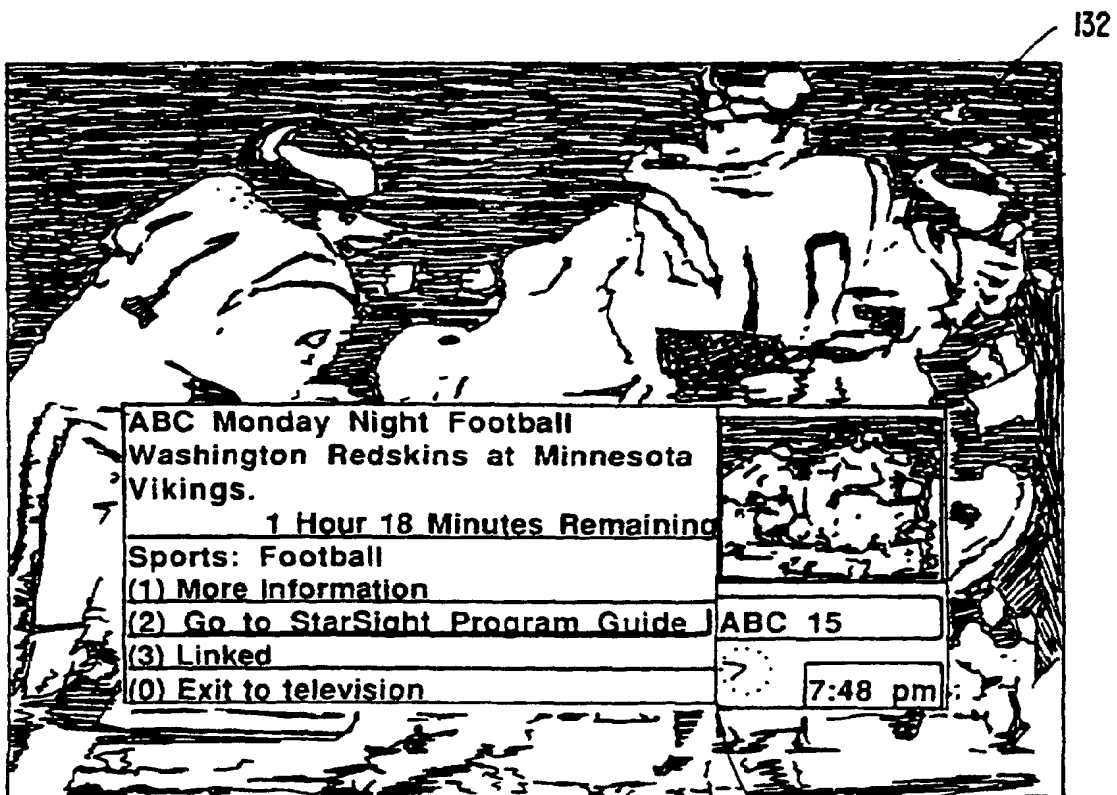 132
ABC Monday Night Football
Washington Redskins at Minnesota
Vikings.
1 Hour 18 Minutes Remaining
Sports: Football
(1) More Information
(2) Go to StarSight Program Guide
(3) Linked
(0) Exit to television
ABC 15
7:48 pm